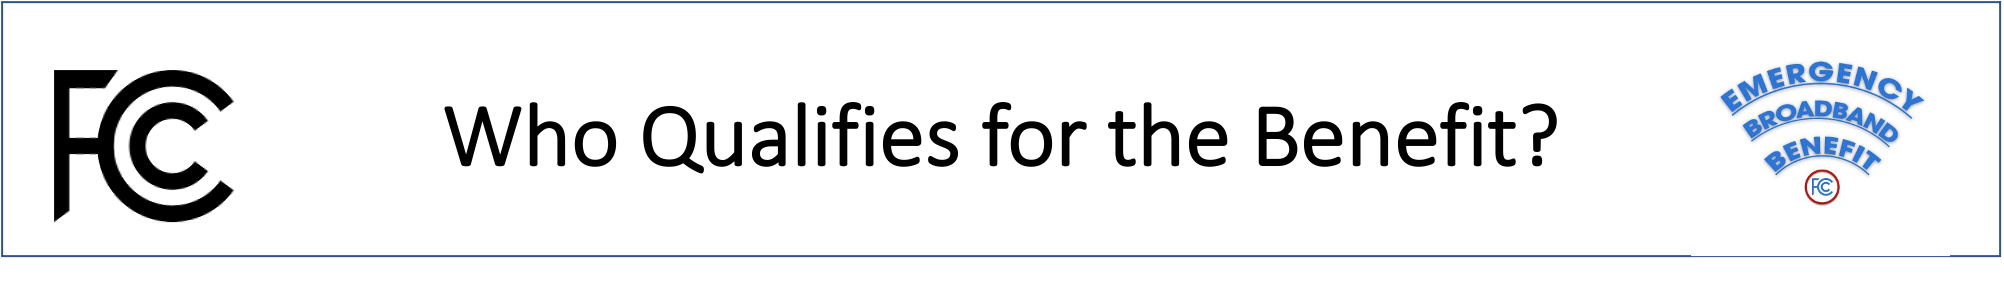 FCC
Who Qualifies for the Benefit?
EMERGENCY
BROADBAND
BENEFIT
FCC